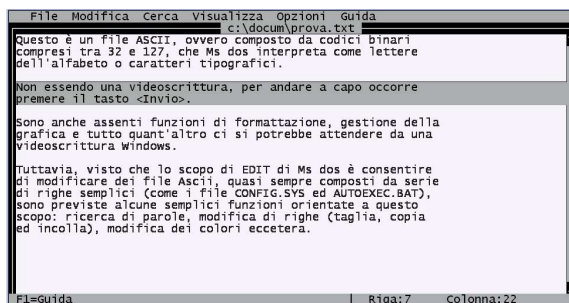 File Modifica Cerca Visualizza Opzioni Guida
c:\docum\prova.txt
Questo è un file ASCII, ovvero composto da codici binari
compresi tra 32 e 127, che Ms dos interpreta come lettere
dell'alfabeto o caratteri tipografici.
Non essendo una videoscrittura, per andare a capo occorre
premere il tasto <Invio>.
Sono anche assenti funzioni di formattazione, gestione della
grafica e tutto quant'altro ci si potrebbe attendere da una
videoscrittura Windows.
Tuttavia, visto che lo scopo di EDIT di Ms dos è consentire
di modificare dei file Ascii, quasi sempre composti da serie
di righe semplici (come i file CONFIG.SYS ed AUTOEXEC.BAT),
sono previste alcune semplici funzioni orientate a questo
scopo: ricerca di parole, modifica di righe (taglia, copia
ed incolla), modifica dei colori eccetera.
F1=Guida | Riga:7 Colonna:22